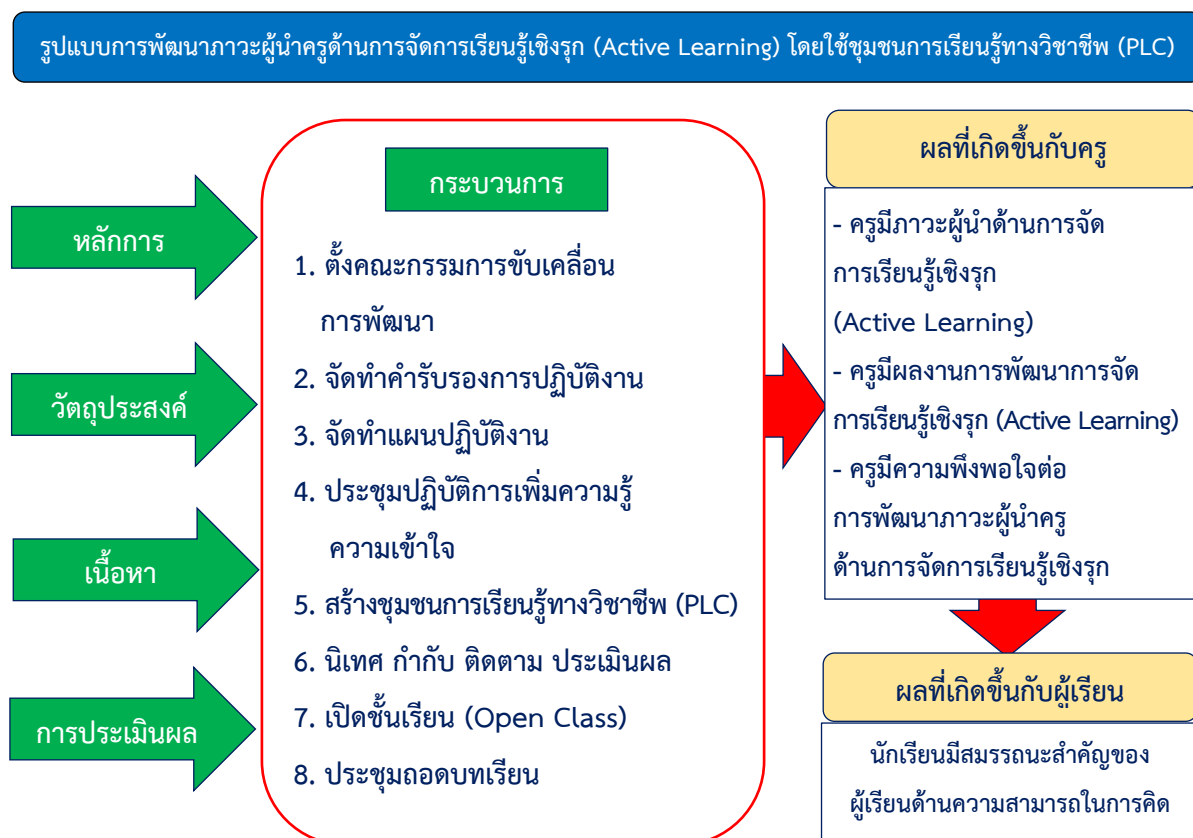 รูปแบบการพัฒนาภาวะผู้นำครูด้านการจัดการเรียนรู้เชิงรุก (Active Learning) โดยใช้ชุมชนการเรียนรู้ทางวิชาชีพ (PLC)
หลักการ
วัตถุประสงค์
เนื้อหา
การประเมินผล
กระบวนการ
1. ตั้งคณะกรรมการขับเคลื่อน
การพัฒนา
2. จัดทำคำรับรองการปฏิบัติงาน
3. จัดทำแผนปฏิบัติงาน
4. ประชุมปฏิบัติการเพิ่มความรู้
ความเข้าใจ
5. สร้างชุมชนการเรียนรู้ทางวิชาชีพ (PLC)
6. นิเทศ กำกับ ติดตาม ประเมินผล
7. เปิดชั้นเรียน (Open Class)
8. ประชุมถอดบทเรียน
ผลที่เกิดขึ้นกับครู
- ครูมีภาวะผู้นำด้านการจัด
การเรียนรู้เชิงรุก
(Active Learning)
- ครูมีผลงานการพัฒนาการจัด
การเรียนรู้เชิงรุก (Active Learning)
- ครูมีความพึงพอใจต่อ
การพัฒนาภาวะผู้นำครู
ด้านการจัดการเรียนรู้เชิงรุก
ผลที่เกิดขึ้นกับผู้เรียน
นักเรียนมีสมรรถนะสำคัญของ
ผู้เรียนด้านความสามารถในการคิด